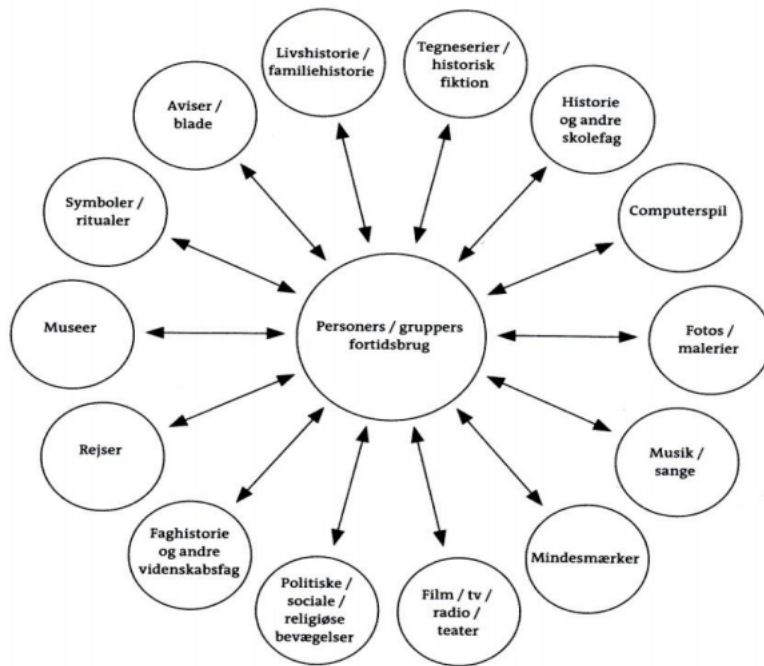 Livshistorie /
familiehistorie
Tegneserier /
historisk
fiktion
Historie
og andre
skolefag
Computerspil
Fotos /
malerier
Musik /
sange
Mindesmærker
Film / tv /
radio /
teater
Politiske /
sociale /
religiøse
bevægelser
Faghistorie
og andre
videnskabsfag
Rejser
Museer
Symboler /
ritualer
Aviser /
blade
Personers / gruppers
fortidsbrug